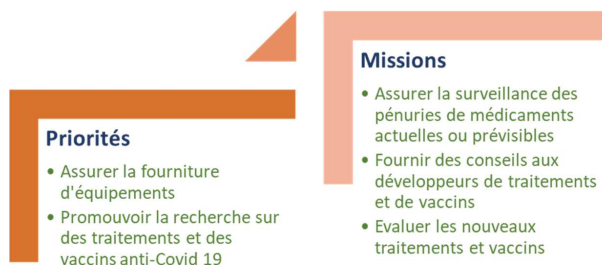 Priorités
• Assurer la fourniture
d'équipements
• Promouvoir la recherche sur
des traitements et des
vaccins anti-Covid 19
Missions
• Assurer la surveillance des
pénuries de médicaments
actuelles ou prévisibles
• Fournir des conseils aux
développeurs de traitements
et de vaccins
• Evaluer les nouveaux
traitements et vaccins